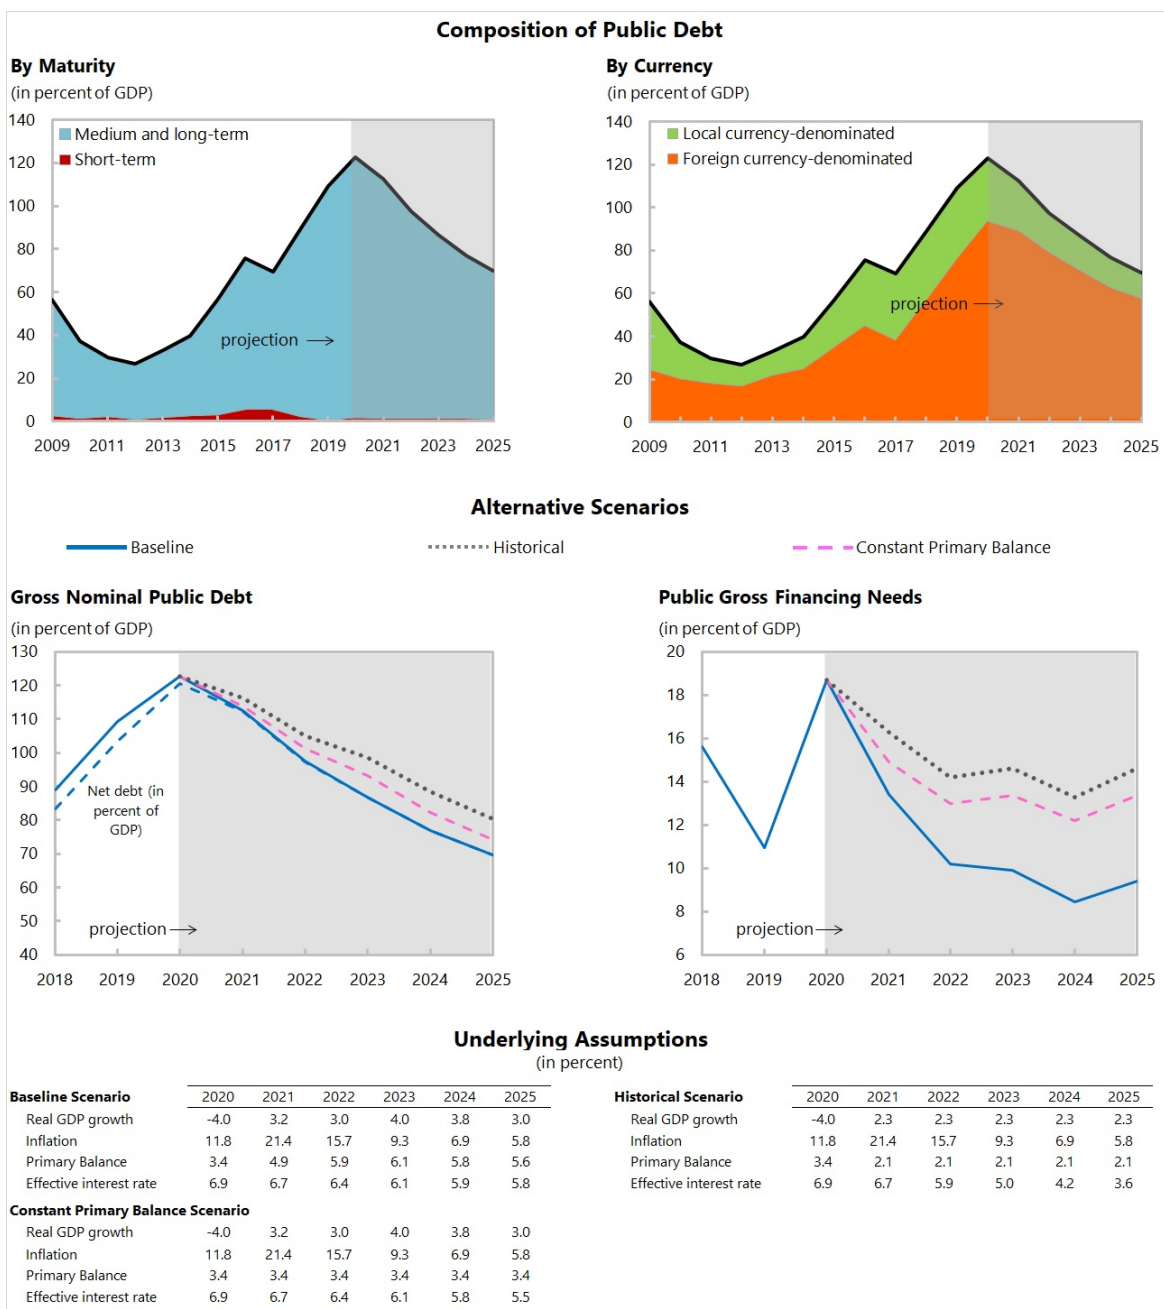 Composition of Public Debt
By Maturity
(in percent of GDP)
140
120
100
80
60
40
20
0
Medium and long-term
Short-term
projection
2009 2011 2013 2015 2017 2019 2021 2023 2025
By Currency
(in percent of GDP)
140
120
100
80
60
40
20
0
Local currency-denominated
Foreign currency-denominated
projection
2009 2011 2013 2015 2017 2019 2021 2023 2025
Alternative Scenarios
Baseline Historical Constant Primary Balance
Gross Nominal Public Debt
(in percent of GDP)
130
120
110
100
90
80
70
60
50
40
Net debt (in
percent of
GDP)
projection
2018 2019 2020 2021 2022 2023 2024 2025
Public Gross Financing Needs
(in percent of GDP)
20
18
16
14
12
10
8
6
projection
2018 2019 2020 2021 2022 2023 2024 2025
Underlying Assumptions
(in percent)
Baseline Scenario 2020 2021 2022 2023 2024 2025
Real GDP growth -4.0 3.2 3.0 4.0 3.8 3.0
Inflation 11.8 21.4 15.7 9.3 6.9 5.8
Primary Balance 3.4 4.9 5.9 6.1 5.8 5.6
Effective interest rate 6.9 6.7 6.4 6.1 5.9 5.8
Constant Primary Balance Scenario
Real GDP growth -4.0 3.2 3.0 4.0 3.8 3.0
Inflation 11.8 21.4 15.7 9.3 6.9 5.8
Primary Balance 3.4 3.4 3.4 3.4 3.4 3.4
Effective interest rate 6.9 6.7 6.4 6.1 5.8 5.5
Historical Scenario 2020 2021 2022 2023 2024 2025
Real GDP growth -4.0 2.3 2.3 2.3 2.3 2.3
Inflation 11.8 21.4 15.7 9.3 6.9 5.8
Primary Balance 3.4 2.1 2.1 2.1 2.1 2.1
Effective interest rate 6.9 6.7 5.9 5.0 4.2 3.6